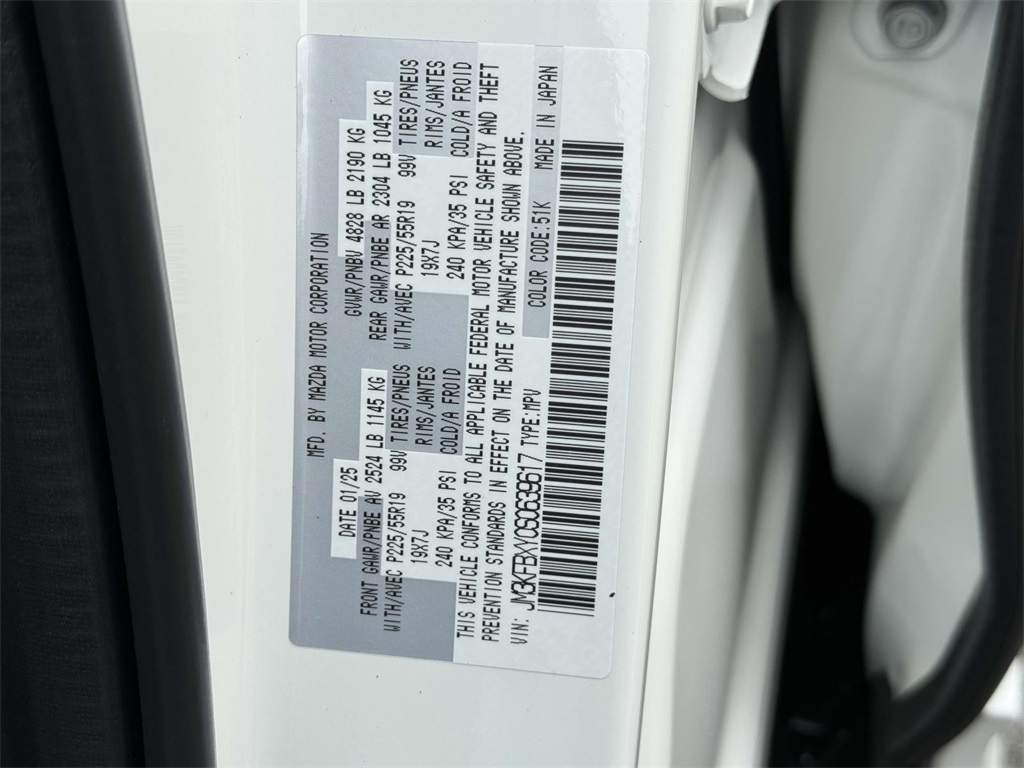 MFD. BY MAZDA MOTOR CORPORATION
DATE 01/25
GVWR/PNBV 4828 LB 2190 KG
FRONT GAWR/PNBE AV 2524 LB 1145 KG
REAR GAWR/PNBE AR 2304 LB 1045 KG
WITH/AVEC P225/55R19 99V TIRES/PNEUS
WITH/AVEC P225/55R19 99V TIRES/PNEUS
19X7J RIMS/JANTES
19X7J RIMS/JANTES
240 KPA/35 PSI COLD/A FROID
240 KPA/35 PSI COLD/A FROID
THIS VEHICLE CONFORMS TO ALL APPLICABLE FEDERAL MOTOR VEHICLE SAFETY AND THEFT
PREVENTION STANDARDS IN EFFECT ON THE DATE OF MANUFACTURE SHOWN ABOVE.
VIN: JM3KFBXYCS0639617 TYPE:MPV
COLOR CODE:51K MADE IN JAPAN